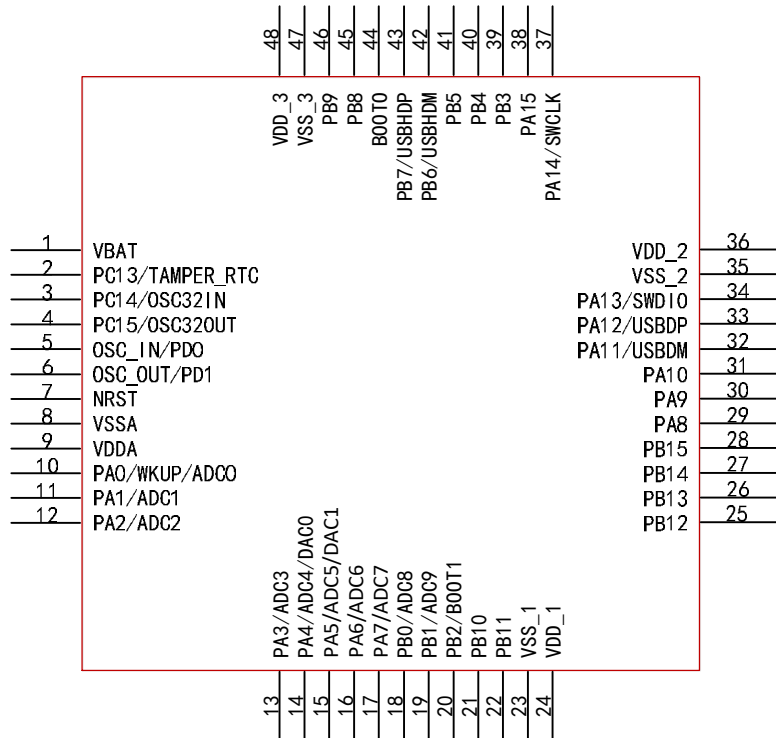 48
47
46
45
44
43
42
41
40
39
38
37
VDD_3
VSS_3
PB9
PB8
BOOT0
PB7/USBHDP
PB6/USBHDM
PB5
PB4
PB3
PA15
PA14/SWCLK
1 VBAT
2 PC13/TAMPER_RTC
3 PC14/OSC32IN
4 PC15/OSC32OUT
5 OSC_IN/PD0
6 OSC_OUT/PD1
7 NRST
8 VSSA
9 VDDA
10 PA0/WKUP/ADC0
11 PA1/ADC1
12 PA2/ADC2
VDD_2 36
VSS_2 35
PA13/SWDIO 34
PA12/USBDP 33
PA11/USBDM 32
PA10 31
PA9 30
PA8 29
PB15 28
PB14 27
PB13 26
PB12 25
PA3/ADC3
PA4/ADC4/DAC0
PA5/ADC5/DAC1
PA6/ADC6
PA7/ADC7
PB0/ADC8
PB1/ADC9
PB2/BOOT1
PB10
PB11
VSS_1
VDD_1
13
14
15
16
17
18
19
20
21
22
23
24